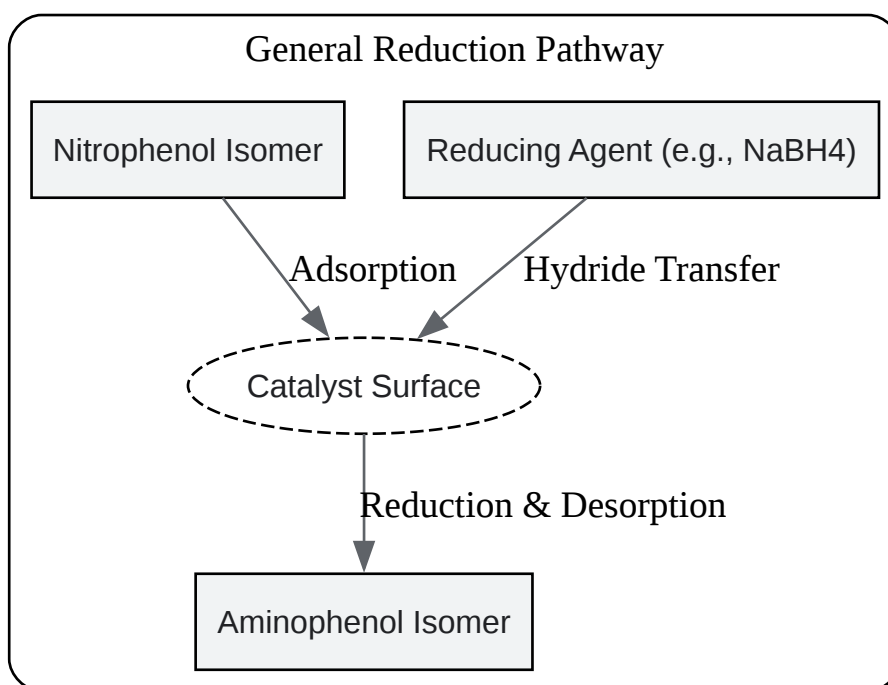 General Reduction Pathway
Nitrophenol Isomer
Reducing Agent (e.g., NaBH4)
Adsorption
Hydride Transfer
Catalyst Surface
Reduction & Desorption
Aminophenol Isomer